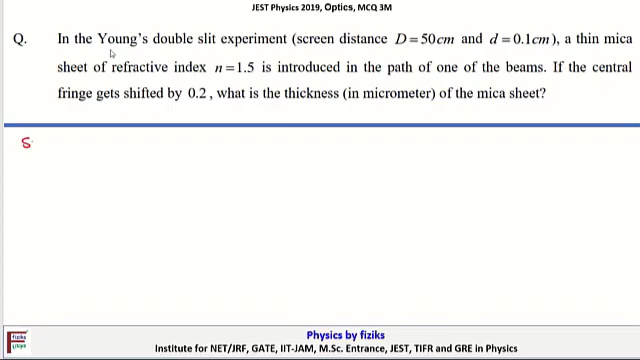 JEST Physics 2019, Optics, MCQ 3M
Q. In the Young's double slit experiment (screen distance D = 50cm and d = 0.1cm), a thin mica
sheet of refractive index n = 1.5 is introduced in the path of one of the beams. If the central
fringe gets shifted by 0.2 , what is the thickness (in micrometer) of the mica sheet?
S
fiziks
Physics by fiziks
Institute for NET/JRF, GATE, IIT-JAM, M.Sc. Entrance, JEST, TIFR and GRE in Physics